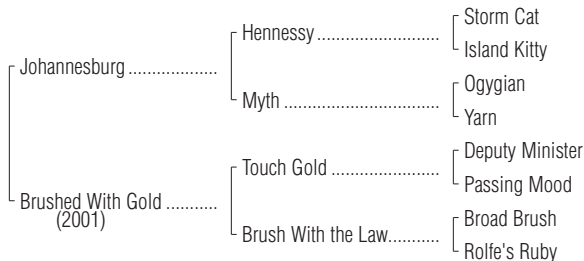 Storm Cat
Hennessy
Island Kitty
Johannesburg
Ogygian
Myth
Yarn
Deputy Minister
Touch Gold
Passing Mood
Brushed With Gold
(2001)
Broad Brush
Brush With the Law
Rolfe's Ruby